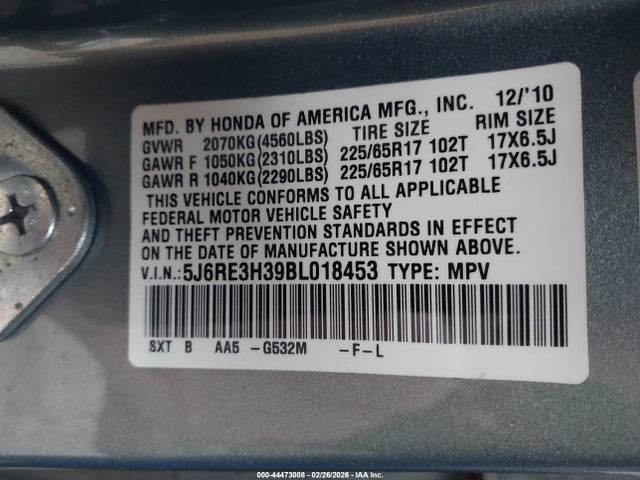 MFD. BY HONDA OF AMERICA MFG., INC. 12/'10
GVWR 2070KG(4560LBS) TIRE SIZE RIM SIZE
GAWR F 1050KG(2310LBS) 225/65R17 102T 17X6.5J
GAWR R 1040KG(2290LBS) 225/65R17 102T 17X6.5J
THIS VEHICLE CONFORMS TO ALL APPLICABLE
FEDERAL MOTOR VEHICLE SAFETY
AND THEFT PREVENTION STANDARDS IN EFFECT
ON THE DATE OF MANUFACTURE SHOWN ABOVE.
V.I.N.:5J6RE3H39BL018453 TYPE: MPV
SXT B AA5 -G532M -F-L
000-44473008 - 02/26/2026 - IAA Inc.